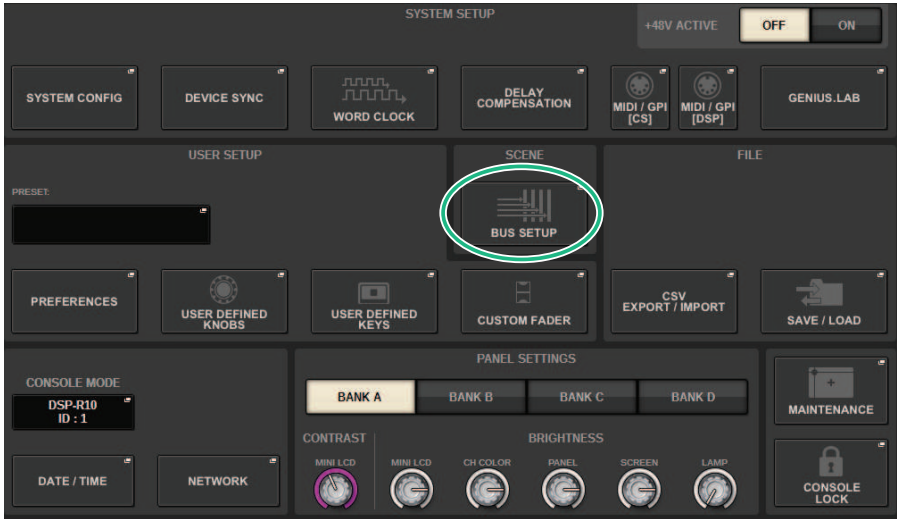 SYSTEM SETUP
+48V ACTIVE
OFF
ON
SYSTEM CONFIG
DEVICE SYNC
WORD CLOCK
DELAY
COMPENSATION
MIDI / GPI
[CS]
MIDI / GPI
[DSP]
GENIUS.LAB
USER SETUP
SCENE
FILE
PRESET:
BUS SETUP
PREFERENCES
USER DEFINED
KNOBS
USER DEFINED
KEYS
CUSTOM FADER
CSV
EXPORT / IMPORT
SAVE / LOAD
CONSOLE MODE
DSP-R10
ID : 1
DATE / TIME
NETWORK
PANEL SETTINGS
BANK A
BANK B
BANK C
BANK D
CONTRAST
BRIGHTNESS
MINI LCD
MINI LCD
CH COLOR
PANEL
SCREEN
LAMP
MAINTENANCE
CONSOLE
LOCK